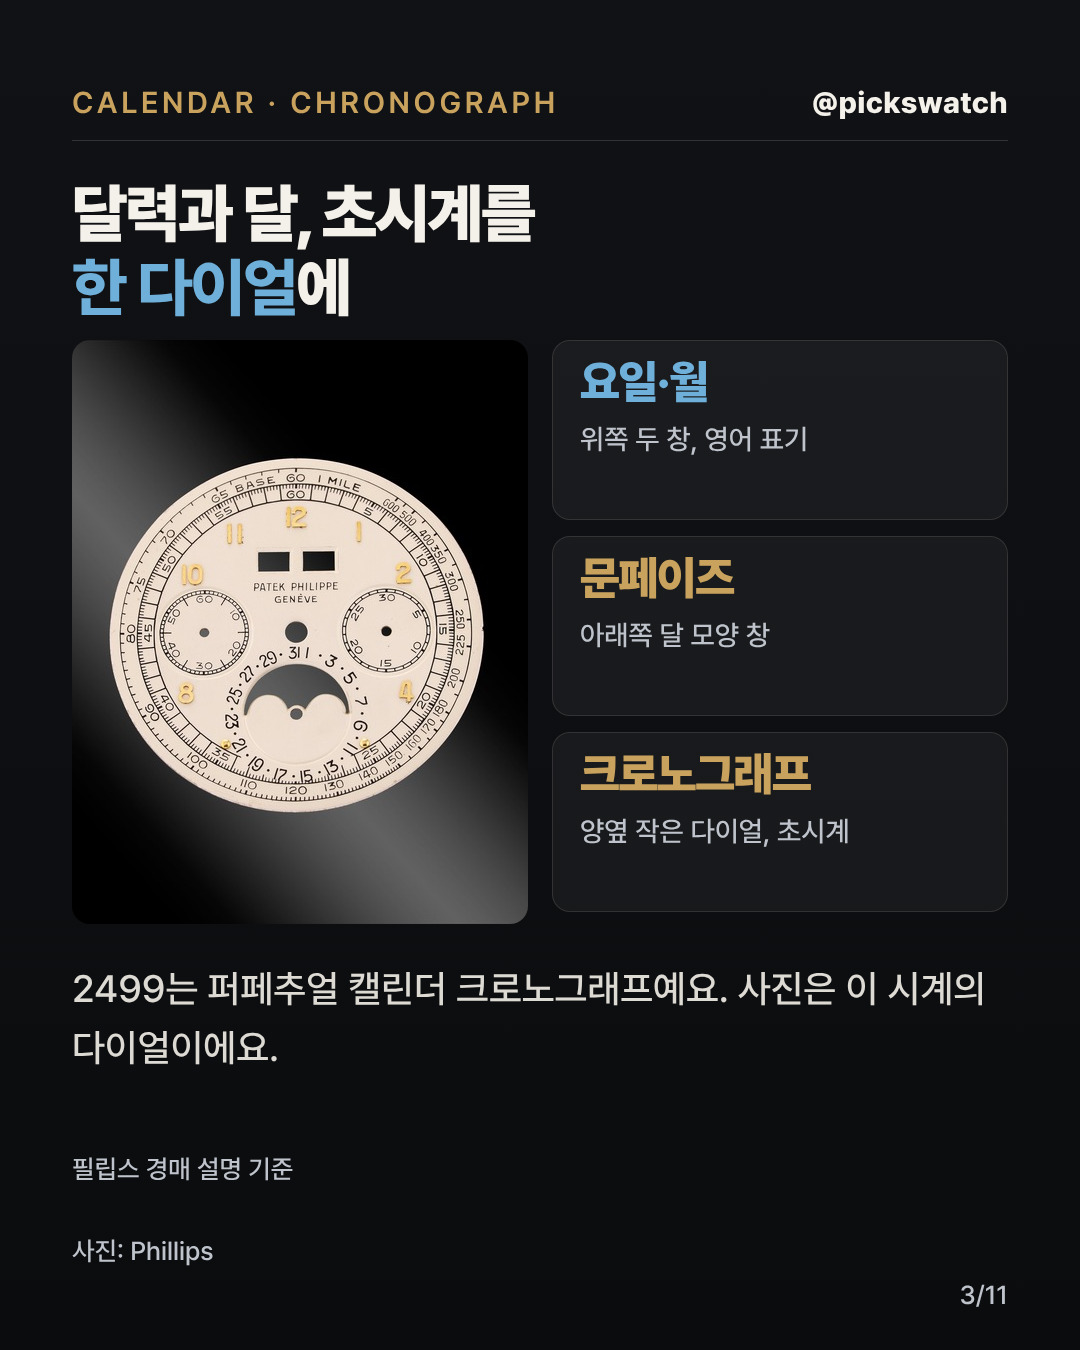 CALENDAR · CHRONOGRAPH
@pickswatch
달력과 달, 초시계를
한 다이얼에
GS BASE 60 1 MILE
PATEK PHILIPPE
GENÈVE
요일·월
위쪽 두 창, 영어 표기
문페이즈
아래쪽 달 모양 창
크로노그래프
양옆 작은 다이얼, 초시계
2499는 퍼페추얼 캘린더 크로노그래프예요. 사진은 이 시계의
다이얼이에요.
필립스 경매 설명 기준
사진: Phillips
3/11